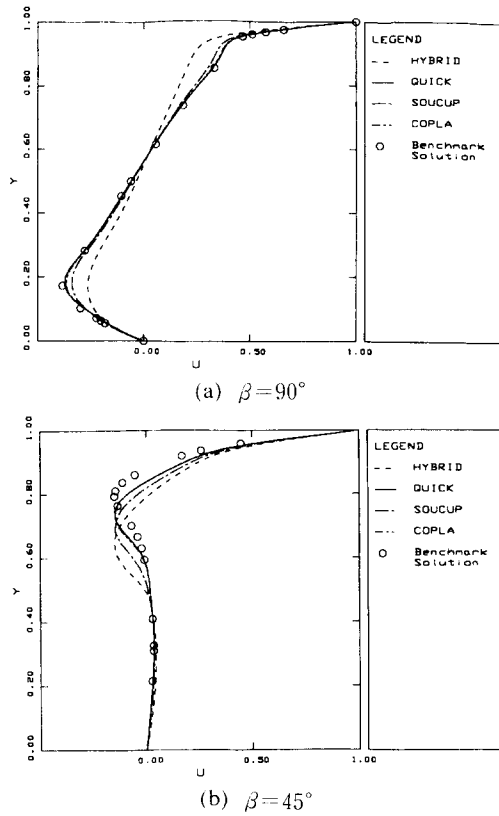 1.00
0.80
0.60
0.40
0.20
0.00
Y
0.00
0.50
1.00
U
LEGEND
HYBRID
QUICK
SOUCUP
COPLA
Benchmark
Solution
(a) β=90°
1.00
0.80
0.60
0.40
0.20
0.00
Y
0.00
0.50
1.00
U
LEGEND
HYBRID
QUICK
SOUCUP
COPLA
Benchmark
Solution
(b) β=45°